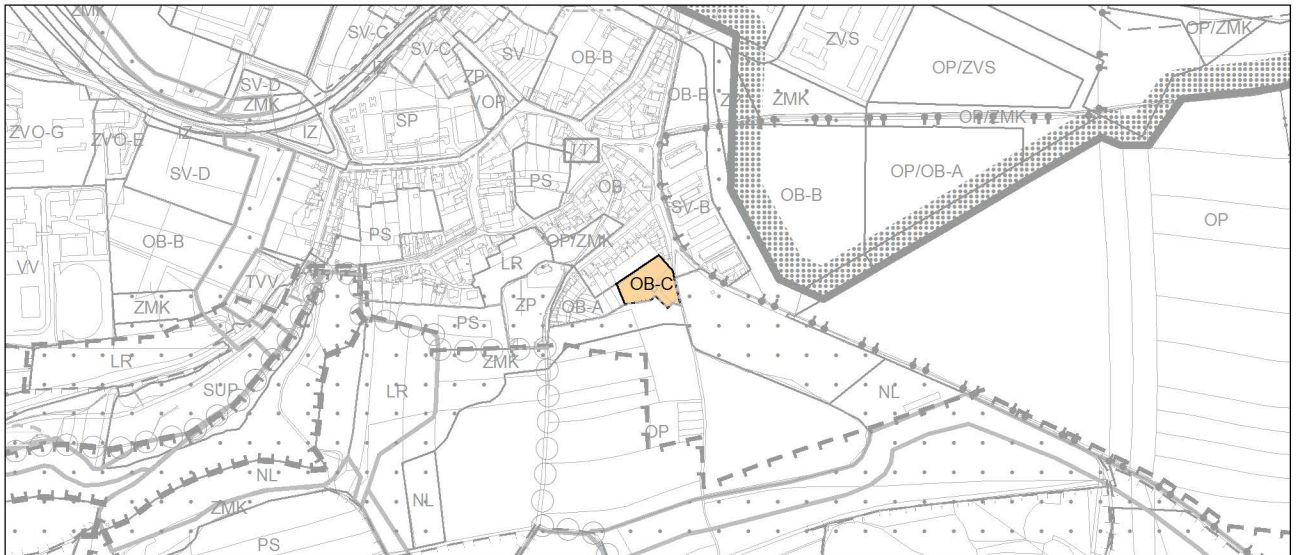 ZMK
SV-C
SV-C
SV
IZ
OB-B
ZVS
OP/ZMK
SV-D
ZMK
ZP
VOP
OP/ZVS
OB-B
ZMK
ZVO-G
ZVO-E
IZ
IZ
SP
OP/ZMK
SV-D
PS
OB
OB-B
OP/OB-A
SV-B
OP
OB-B
PS
OP/ZMK
LR
VV
TVV
OB-C
ZMK
ZP
OB-A
PS
LR
ZMK
SUP
LR
NL
OP
NL
NL
ZMK
PS